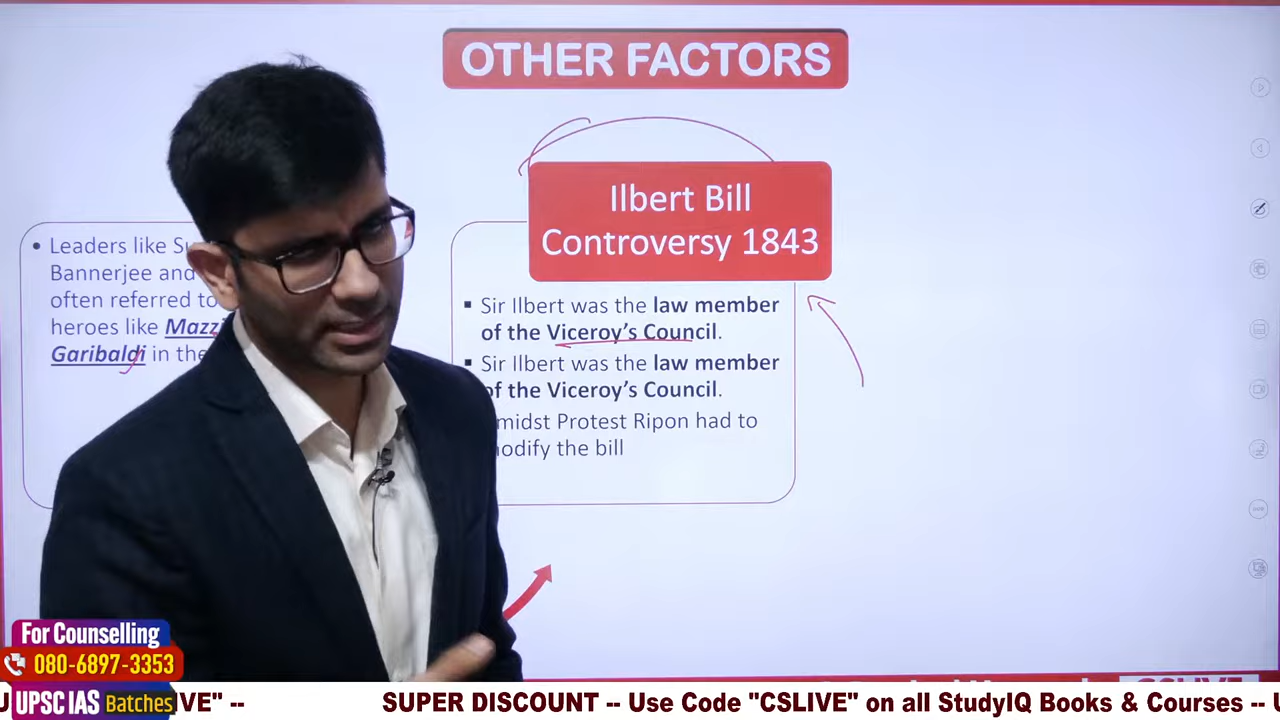 OTHER FACTORS
• Leaders like
Bannerjee and
often referred to
heroes like
Garibaldi in the
Ilbert Bill
Controversy 1843
▪ Sir Ilbert was the law member
of the Viceroy's Council.
▪ Sir Ilbert was the law member
of the Viceroy's Council.
Protest Ripon had to
the bill
For Counselling
080-6897-3353
UPSC IAS Batches
LIVE" -- SUPER DISCOUNT -- Use Code "CSLIVE" on all StudyIQ Books & Courses --